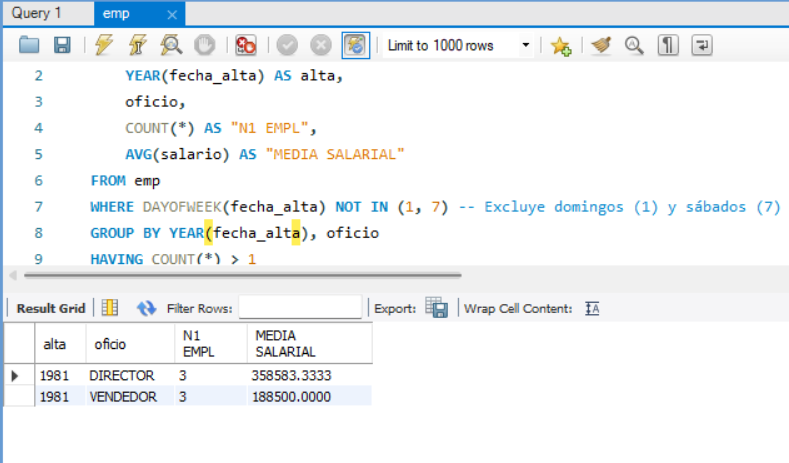 Query 1 emp
Limit to 1000 rows
2 YEAR(fecha_alta) AS alta,
3 oficio,
4 COUNT(*) AS "N1 EMPL",
5 AVG(salario) AS "MEDIA SALARIAL"
6 FROM emp
7 WHERE DAYOFWEEK(fecha_alta) NOT IN (1, 7) -- Excluye domingos (1) y sábados (7)
8 GROUP BY YEAR(fecha_alta), oficio
9 HAVING COUNT(*) > 1
Result Grid Filter Rows: Export: Wrap Cell Content: IA
alta oficio N1 EMPL MEDIA SALARIAL
1981 DIRECTOR 3 358583.3333
1981 VENDEDOR 3 188500.0000